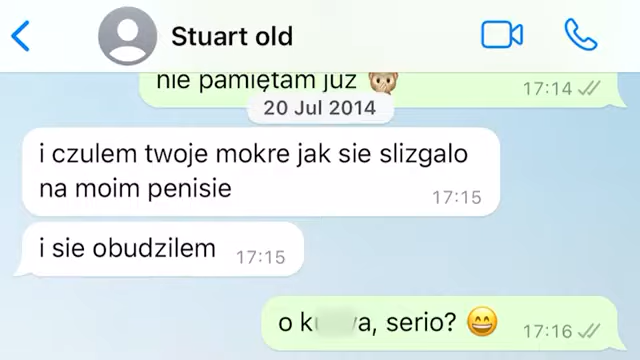 Stuart old
nie pamiętam już 🙊
17:14
20 Jul 2014
i czulem twoje mokre jak sie slizgalo
na moim penisie
17:15
i sie obudzilem
17:15
o k a, serio? 😄
17:16